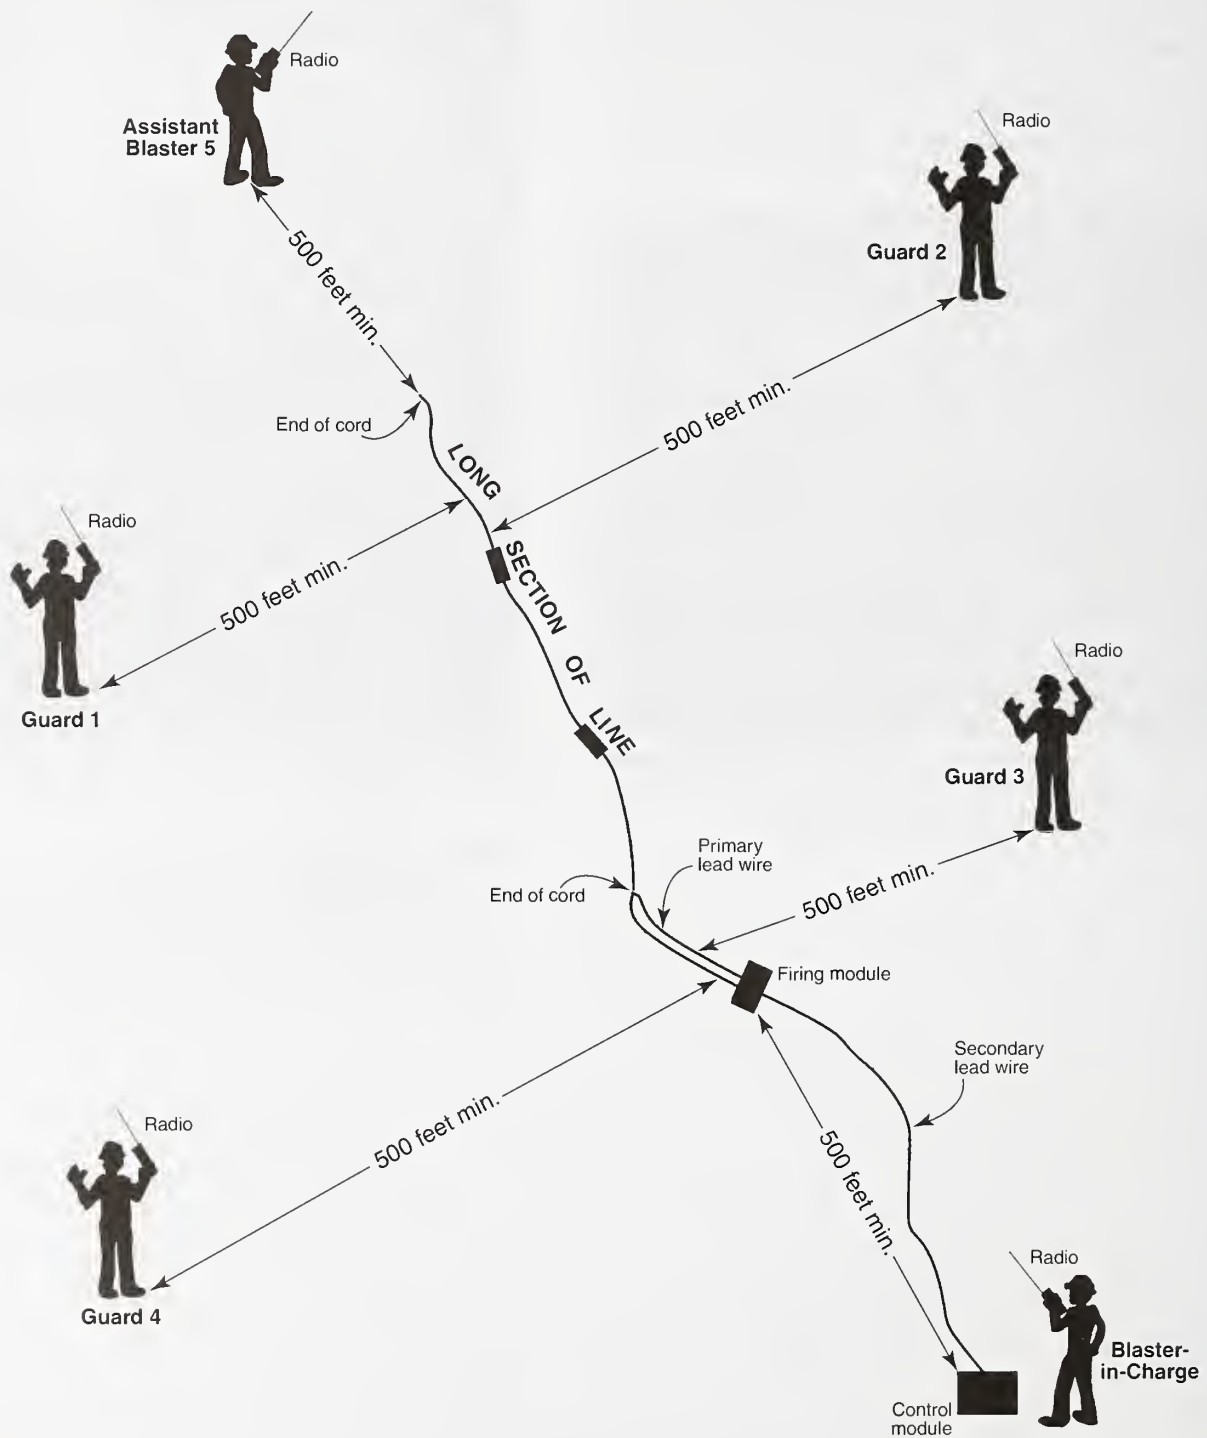 Radio
Assistant
Blaster 5
500 feet min.
Radio
Guard 2
500 feet min.
End of cord
LONG SECTION OF LINE
Radio
500 feet min.
Guard 1
Radio
Guard 3
500 feet min.
Primary
lead wire
End of cord
Firing module
Secondary
lead wire
500 feet min.
Radio
Guard 4
500 feet min.
Radio
Blaster-
in-Charge
Control
module